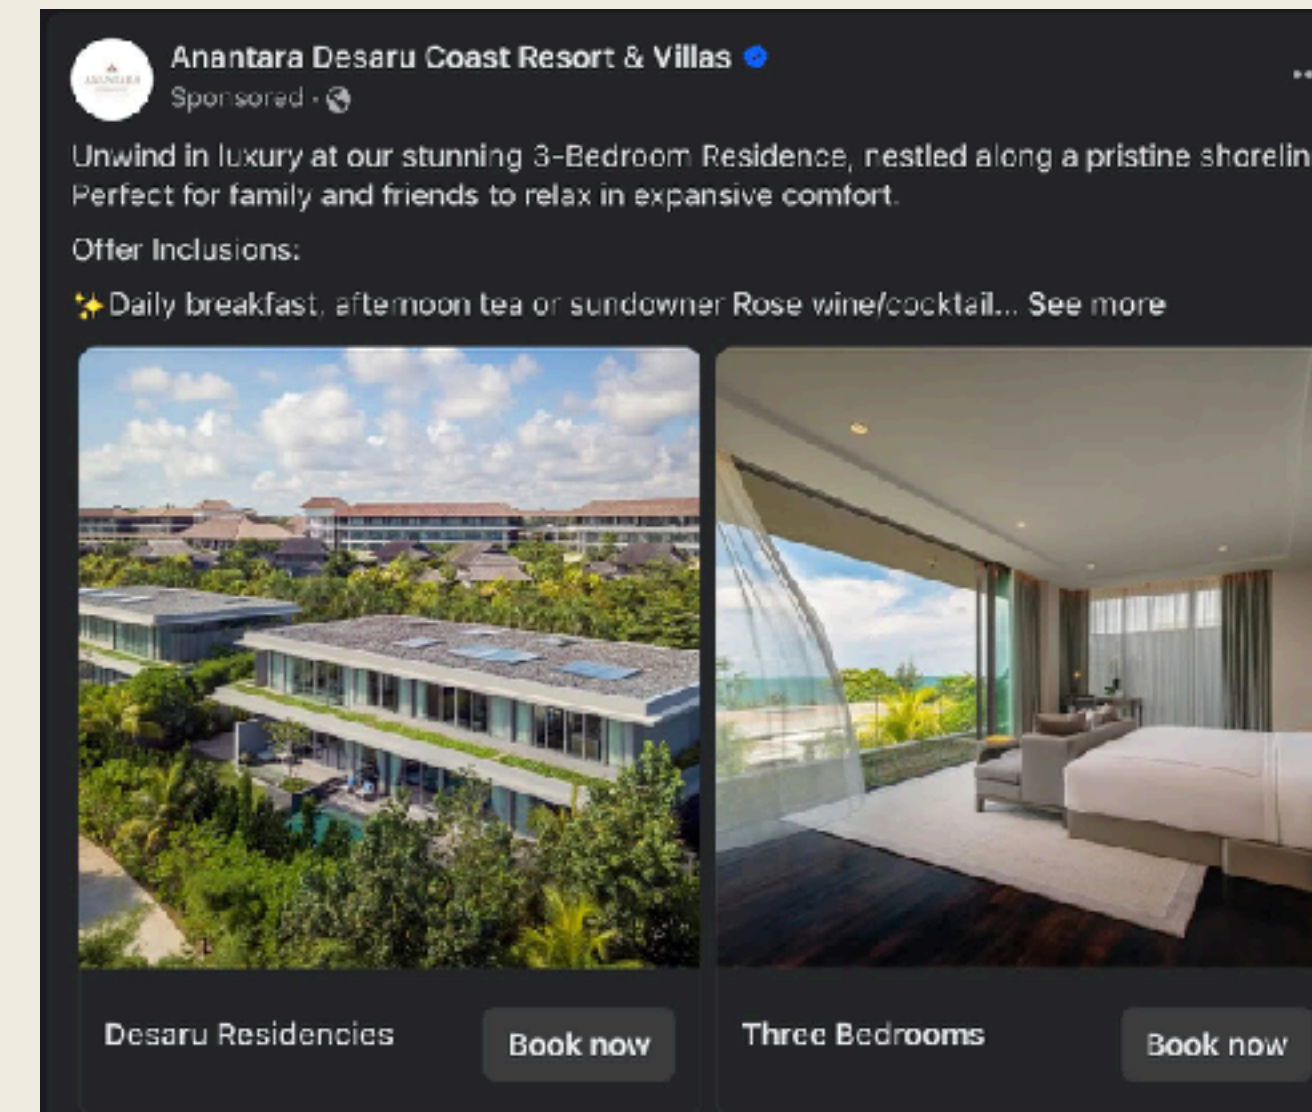 Anantara Desaru Coast Resort & Villas
Sponsored ·
Unwind in luxury at our stunning 3-Bedroom Residence, nestled along a pristine shorelin
Perfect for family and friends to relax in expansive comfort.
Offer Inclusions:
✨Daily breakfast, afternoon tea or sundowner Rose wine/cocktail... See more
Desaru Residencies
Book now
Three Bedrooms
Book now